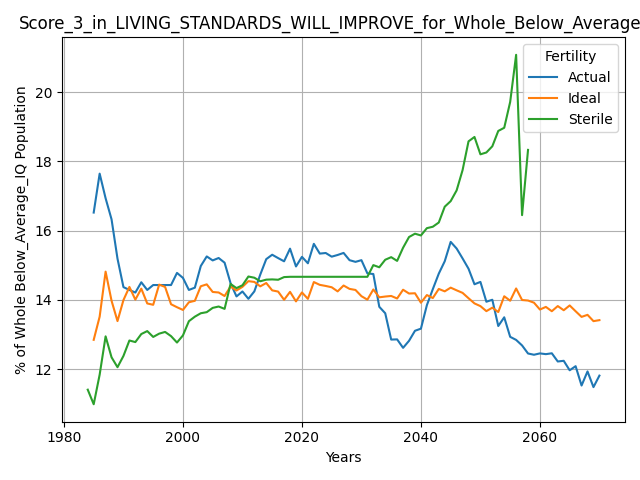 Score_3_in_LIVING_STANDARDS_WILL_IMPROVE_for_Whole_Below_Average
Fertility
Actual
Ideal
Sterile
% of Whole Below_Average_IQ Population
20
18
16
14
12
1980
2000
2020
2040
2060
Years